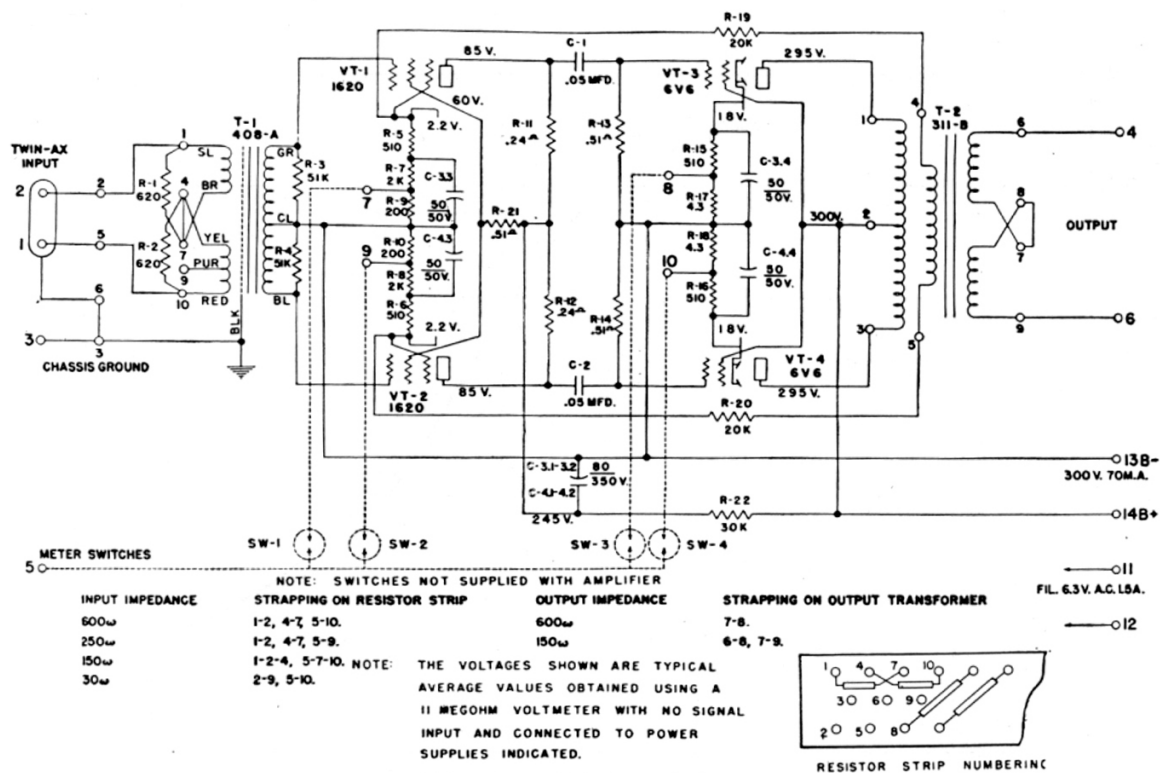 R-19
20K
85 V.
C-1
.05 MFD.
295 V.
VT-1
1620
VT-3
6V6
60V.
18V.
4
T-2
311-B
T-1
408-A
TWIN-AX
INPUT
1
SL
GR
R-3
51K
R-5
510
2.2 V.
R-11
.24Ω
R-13
.51Ω
R-15
510
1
6
4
2
2
R-1
620
4
BR
R-7
2K
C-3.3
50
50V.
7
R-9
200
8
R-17
4.3
C-3.4
50
50V.
8
CL
R-21
.51Ω
300V.
2
OUTPUT
1
5
R-2
620
YEL
7
PUR
9
R-4
51K
R-10
200
9
R-8
2K
C-4.3
50
50V.
R-18
4.3
10
C-4.4
50
50V.
7
6
10
RED
BL
R-6
510
R-12
.24Ω
R-14
.51Ω
R-16
510
3
3
BLK
2.2 V.
18V.
3
5
9
6
CHASSIS GROUND
C-2
.05 MFD.
VT-4
6V6
VT-2
1620
85 V.
295 V.
R-20
20K
C-3.1-3.2
80
350V.
C-4.1-4.2
13B-
300 V. 70M.A.
245V.
R-22
30K
14B+
SW-1
SW-2
SW-3
SW-4
METER SWITCHES
5
11
NOTE: SWITCHES NOT SUPPLIED WITH AMPLIFIER
FIL. 6.3V. A.C. 1.5A.
12
INPUT IMPEDANCE STRAPPING ON RESISTOR STRIP OUTPUT IMPEDANCE STRAPPING ON OUTPUT TRANSFORMER
600ω 1-2, 4-7, 5-10. 600ω 7-8.
250ω 1-2, 4-7, 5-9. 150ω 6-8, 7-9.
150ω 1-2-4, 5-7-10.
30ω 2-9, 5-10.
NOTE: THE VOLTAGES SHOWN ARE TYPICAL
AVERAGE VALUES OBTAINED USING A
11 MEGOHM VOLTMETER WITH NO SIGNAL
INPUT AND CONNECTED TO POWER
SUPPLIES INDICATED.
1 4 7 10
3 6 9
2 5 8
RESISTOR STRIP NUMBERING